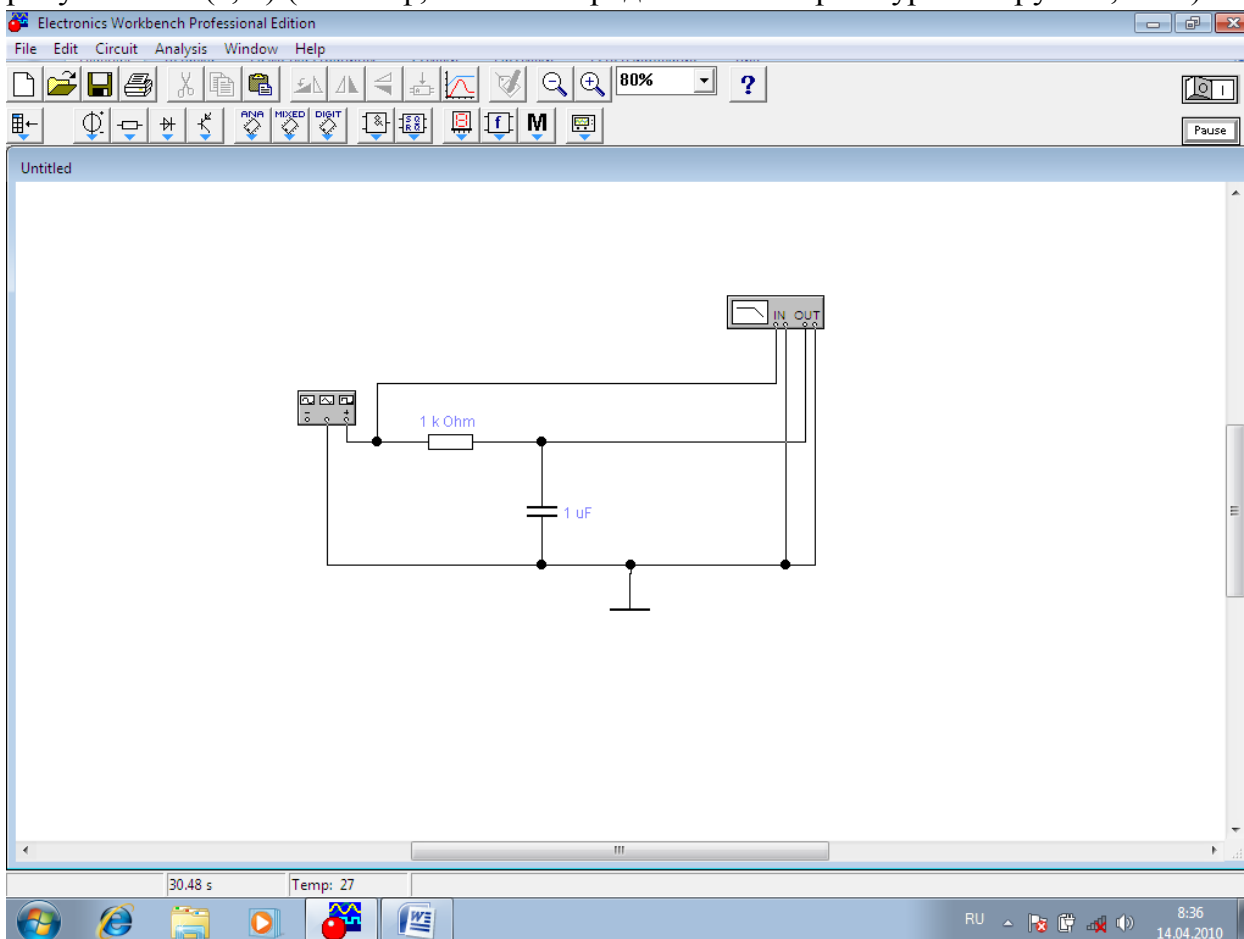 Electronics Workbench Professional Edition
File Edit Circuit Analysis Window Help
80%
?
ANA MIXED DIGIT
M
Pause
Untitled
IN OUT
1 k Ohm
1 uF
30.48 s
Temp: 27
RU
8:36
14.04.2010